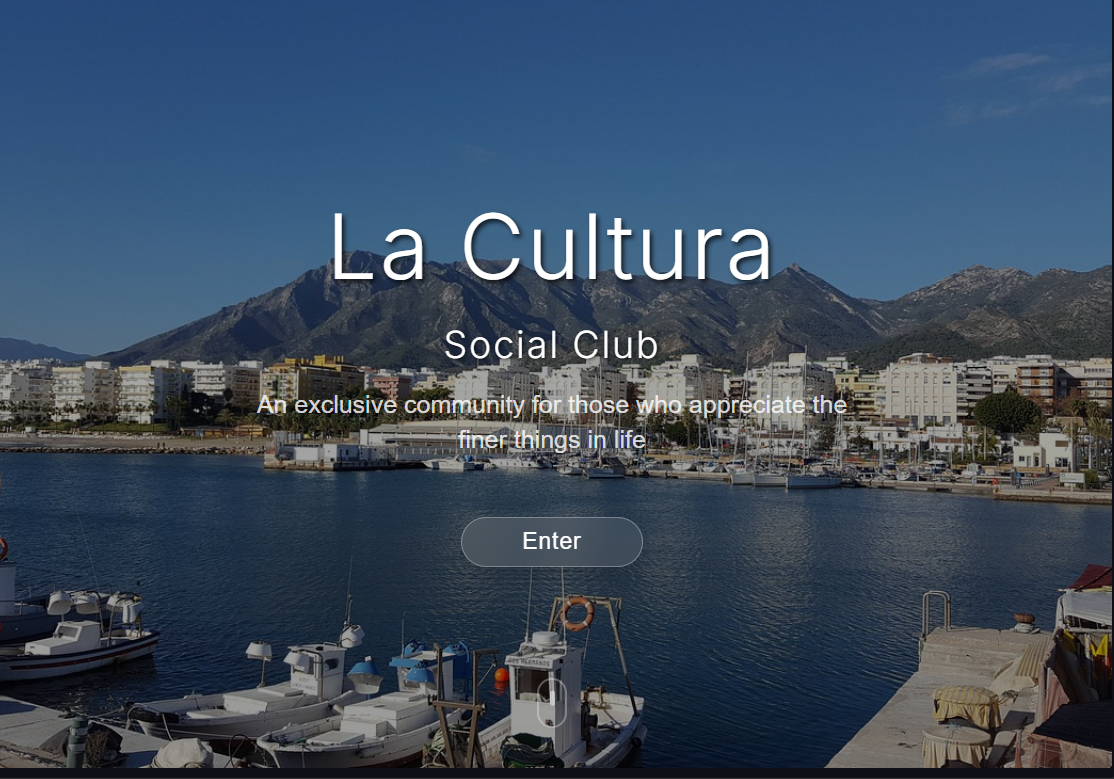 La Cultura
Social Club
An exclusive community for those who appreciate the
finer things in life
Enter